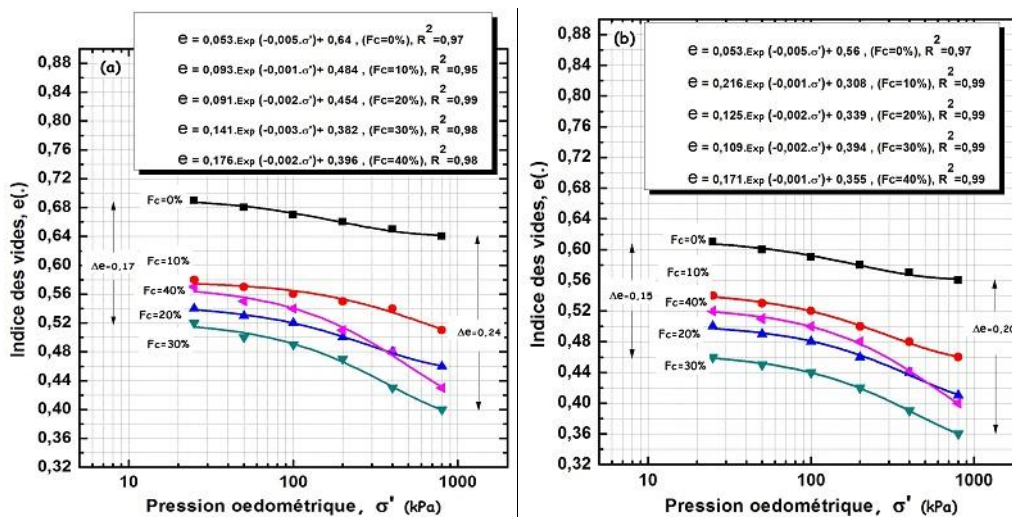 (a)
e = 0,053.Exp (-0,005.σ')+ 0,64 , (Fc=0%), R²=0,97
e = 0,093.Exp (-0,001.σ')+ 0,484 , (Fc=10%), R²=0,95
e = 0,091.Exp (-0,002.σ')+ 0,454 , (Fc=20%), R²=0,99
e = 0,141.Exp (-0,003.σ')+ 0,382 , (Fc=30%), R²=0,98
e = 0,176.Exp (-0,002.σ')+ 0,396 , (Fc=40%), R²=0,98
Indice des vides, e(.)
0,88
0,84
0,80
0,76
0,72
0,68
0,64
0,60
0,56
0,52
0,48
0,44
0,40
0,36
0,32
Fc=0%
Fc=10%
Fc=40%
Fc=20%
Fc=30%
Δe=0,17
Δe=0,24
10
100
1000
Pression oedométrique, σ' (kPa)
(b)
e = 0,053.Exp (-0,005.σ')+ 0,56 , (Fc=0%), R²=0,97
e = 0,216.Exp (-0,001.σ')+ 0,308 , (Fc=10%), R²=0,99
e = 0,125.Exp (-0,002.σ')+ 0,339 , (Fc=20%), R²=0,99
e = 0,109.Exp (-0,002.σ')+ 0,394 , (Fc=30%), R²=0,99
e = 0,171.Exp (-0,001.σ')+ 0,355 , (Fc=40%), R²=0,99
Indice des vides, e(.)
0,88
0,84
0,80
0,76
0,72
0,68
0,64
0,60
0,56
0,52
0,48
0,44
0,40
0,36
0,32
Fc=0%
Fc=10%
Fc=40%
Fc=20%
Fc=30%
Δe=0,15
Δe=0,20
10
100
1000
Pression oedométrique, σ' (kPa)